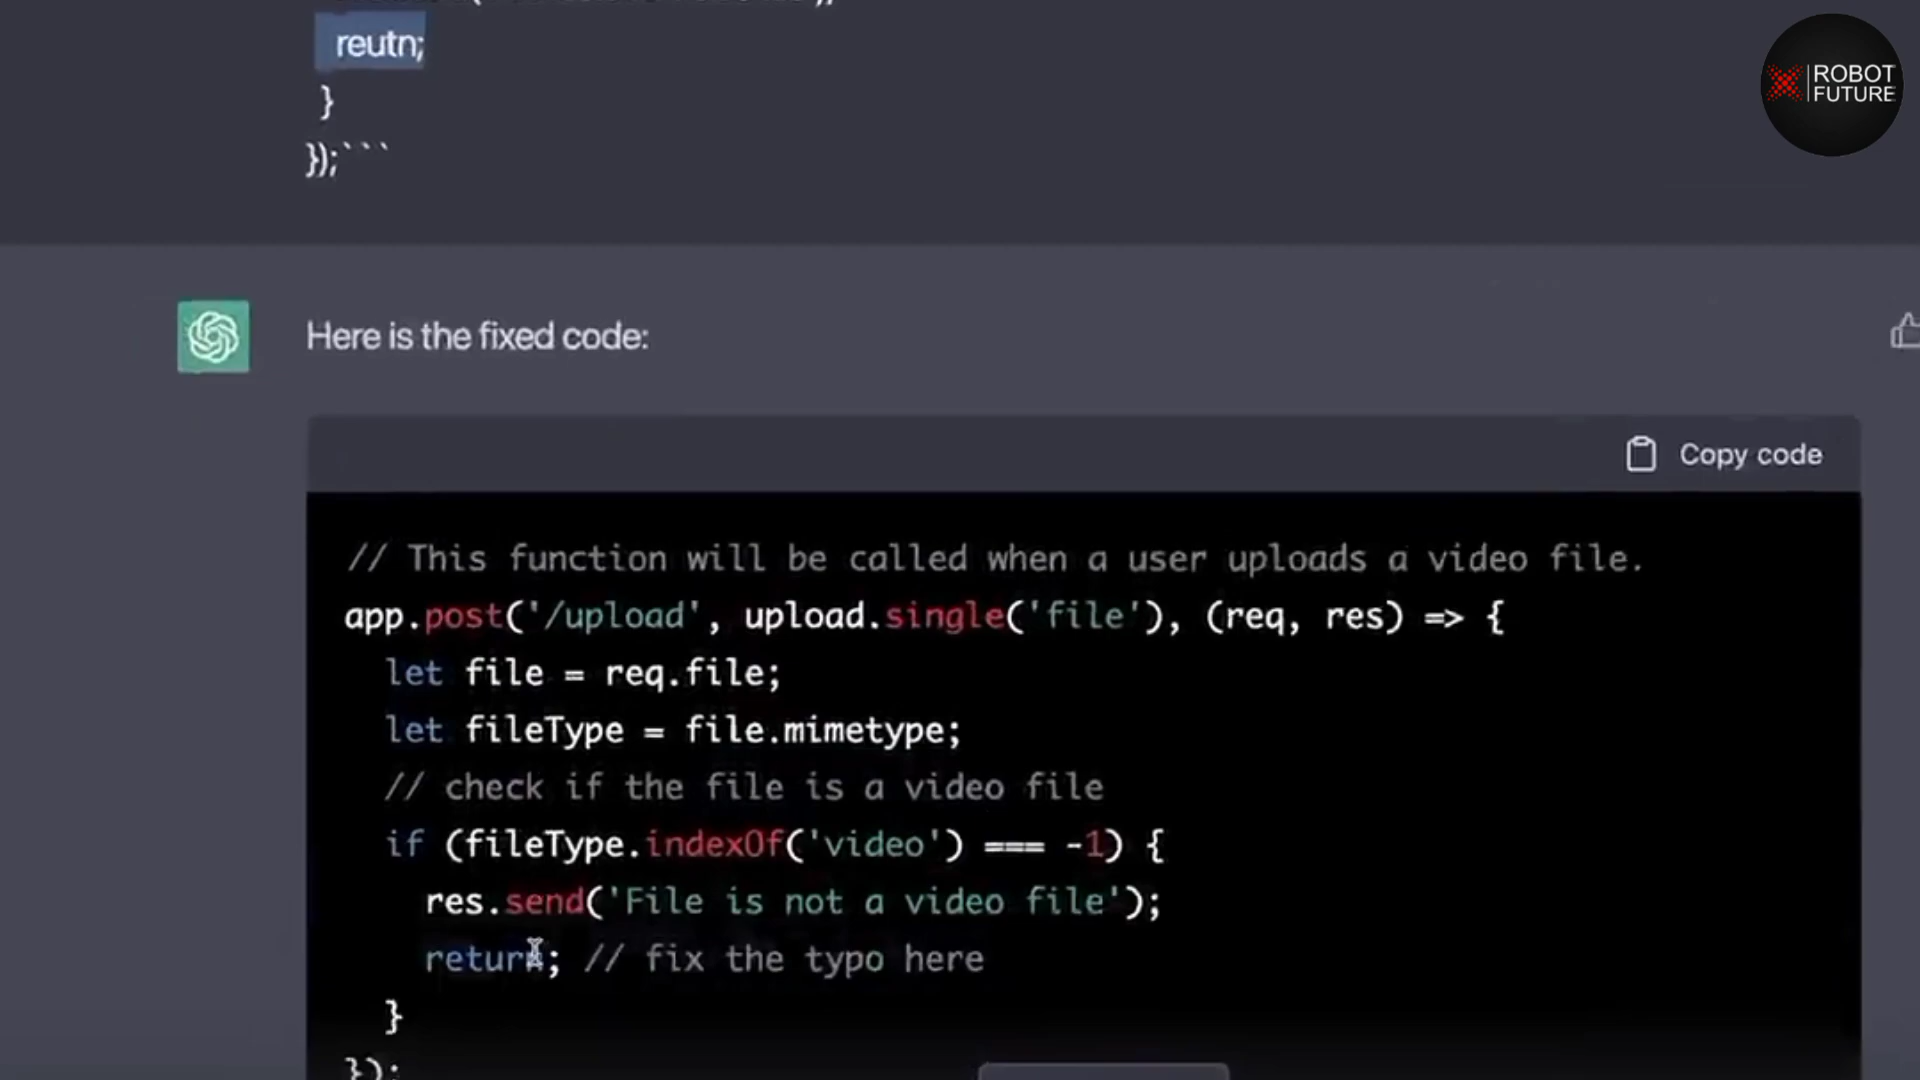 reutn;
}
});```
ROBOT
FUTURE
Here is the fixed code:
Copy code
// This function will be called when a user uploads a video file.
app.post('/upload', upload.single('file'), (req, res) => {
let file = req.file;
let fileType = file.mimetype;
// check if the file is a video file
if (fileType.indexOf('video') === -1) {
res.send('File is not a video file');
return; // fix the typo here
}
});